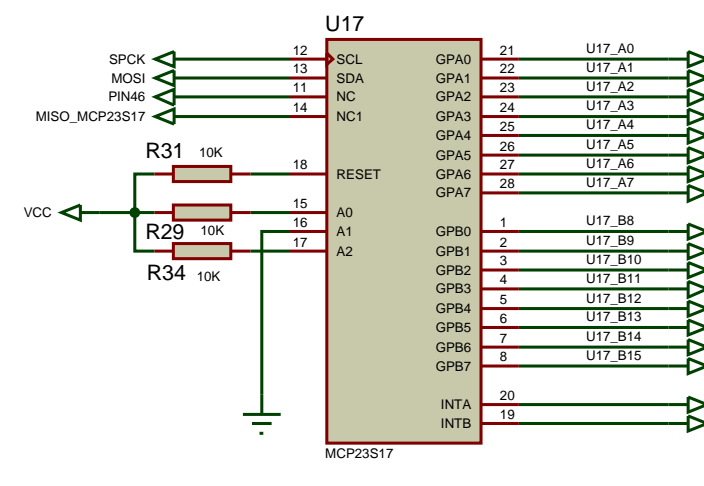 U17
SPCK 12 SCL GPA0 21 U17_A0
MOSI 13 SDA GPA1 22 U17_A1
PIN46 11 NC GPA2 23 U17_A2
MISO_MCP23S17 14 NC1 GPA3 24 U17_A3
GPA4 25 U17_A4
R31 10K GPA5 26 U17_A5
18 RESET GPA6 27 U17_A6
GPA7 28 U17_A7
VCC 15 A0
R29 10K 16 A1 GPB0 1 U17_B8
17 A2 GPB1 2 U17_B9
R34 10K GPB2 3 U17_B10
GPB3 4 U17_B11
GPB4 5 U17_B12
GPB5 6 U17_B13
GPB6 7 U17_B14
GPB7 8 U17_B15
INTA 20
INTB 19
MCP23S17